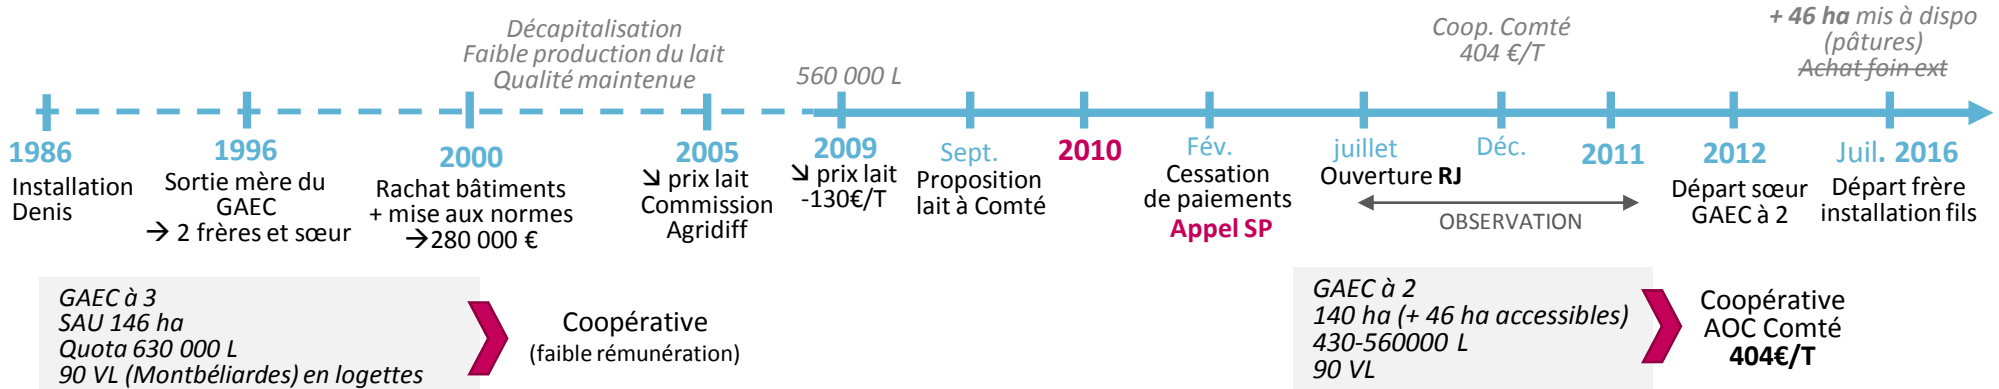 Décapitalisation
Faible production du lait
Qualité maintenue
560 000 L
Coop. Comté
404 €/T
+ 46 ha mis à dispo
(pâtures)
Achat foin ext
1986
Installation
Denis
1996
Sortie mère du
GAEC
→ 2 frères et sœur
2000
Rachat bâtiments
+ mise aux normes
→280 000 €
2005
↘ prix lait
Commission
Agridiff
2009
↘ prix lait
-130€/T
Sept.
Proposition
lait à Comté
2010
Fév.
Cessation
de paiements
Appel SP
juillet
Ouverture RJ
Déc.
2011
OBSERVATION
2012
Départ sœur
GAEC à 2
Juil. 2016
Départ frère
installation fils
GAEC à 3
SAU 146 ha
Quota 630 000 L
90 VL (Montbéliardes) en logettes
Coopérative
(faible rémunération)
GAEC à 2
140 ha (+ 46 ha accessibles)
430-560000 L
90 VL
Coopérative
AOC Comté
404€/T